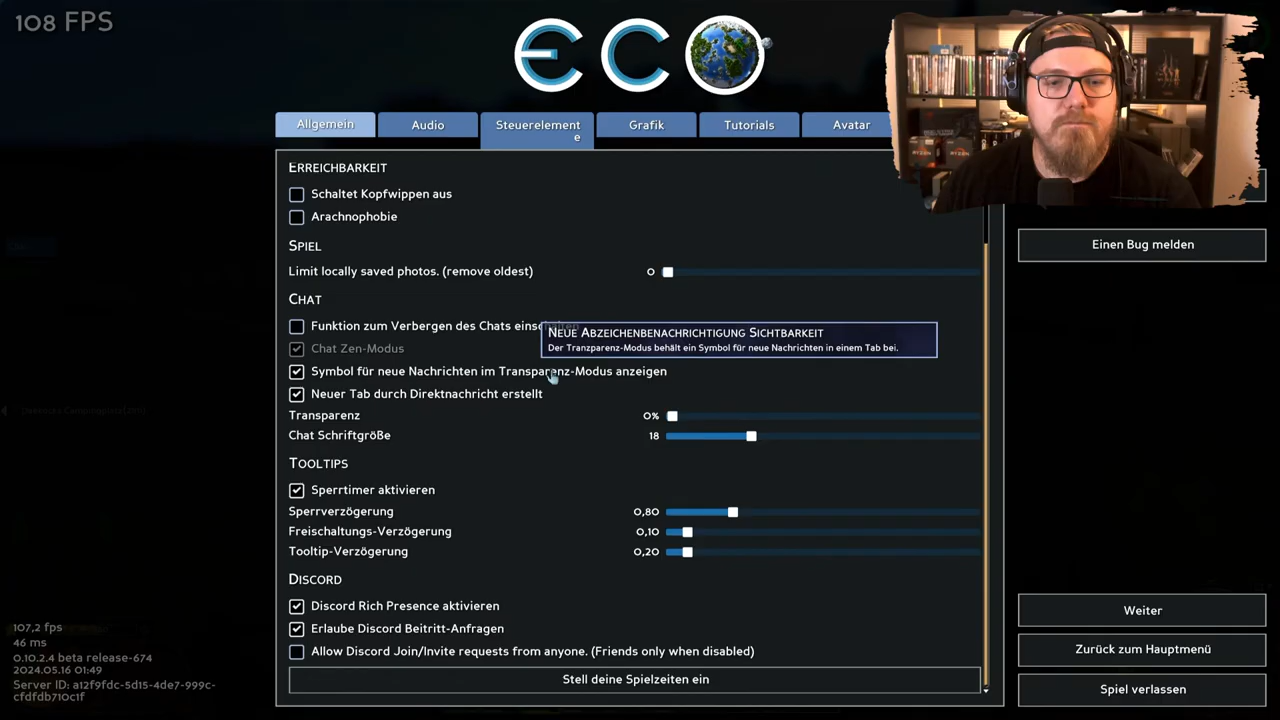 108 FPS
ECO
Allgemein
Audio
Steuerelement
e
Grafik
Tutorials
Avatar
ERREICHBARKEIT
Schaltet Kopfwippen aus
Arachnophobie
SPIEL
Limit locally saved photos. (remove oldest)
0
CHAT
Funktion zum Verbergen des Chats einschalten
NEUE ABZEICHENBENACHRICHTIGUNG SICHTBARKEIT
Der Tranzparenz-Modus behält ein Symbol für neue Nachrichten in einem Tab bei.
Chat Zen-Modus
Symbol für neue Nachrichten im Transparenz-Modus anzeigen
Neuer Tab durch Direktnachricht erstellt
Transparenz
0%
Chat Schriftgröße
18
TOOLTIPS
Sperrtimer aktivieren
Sperrverzögerung
0,80
Freischaltungs-Verzögerung
0,10
Tooltip-Verzögerung
0,20
DISCORD
Discord Rich Presence aktivieren
Erlaube Discord Beitritt-Anfragen
Allow Discord Join/Invite requests from anyone. (Friends only when disabled)
Stell deine Spielzeiten ein
Einen Bug melden
Weiter
Zurück zum Hauptmenü
Spiel verlassen
107,2 fps
46 ms
0.10.2.4 beta release-674
2024.05.16 01:49
Server ID: a12f9fdc-5d15-4de7-999c-
cfdfdb710c1f